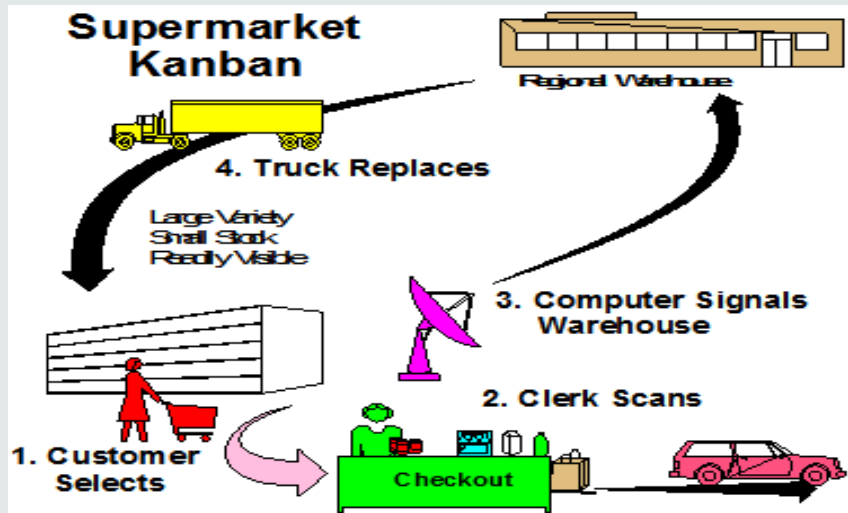 Supermarket
Kanban
Regional Warehouse
4. Truck Replaces
Large Variety
Small Stock
Readily Visible
3. Computer Signals
Warehouse
2. Clerk Scans
1. Customer
Selects
Checkout